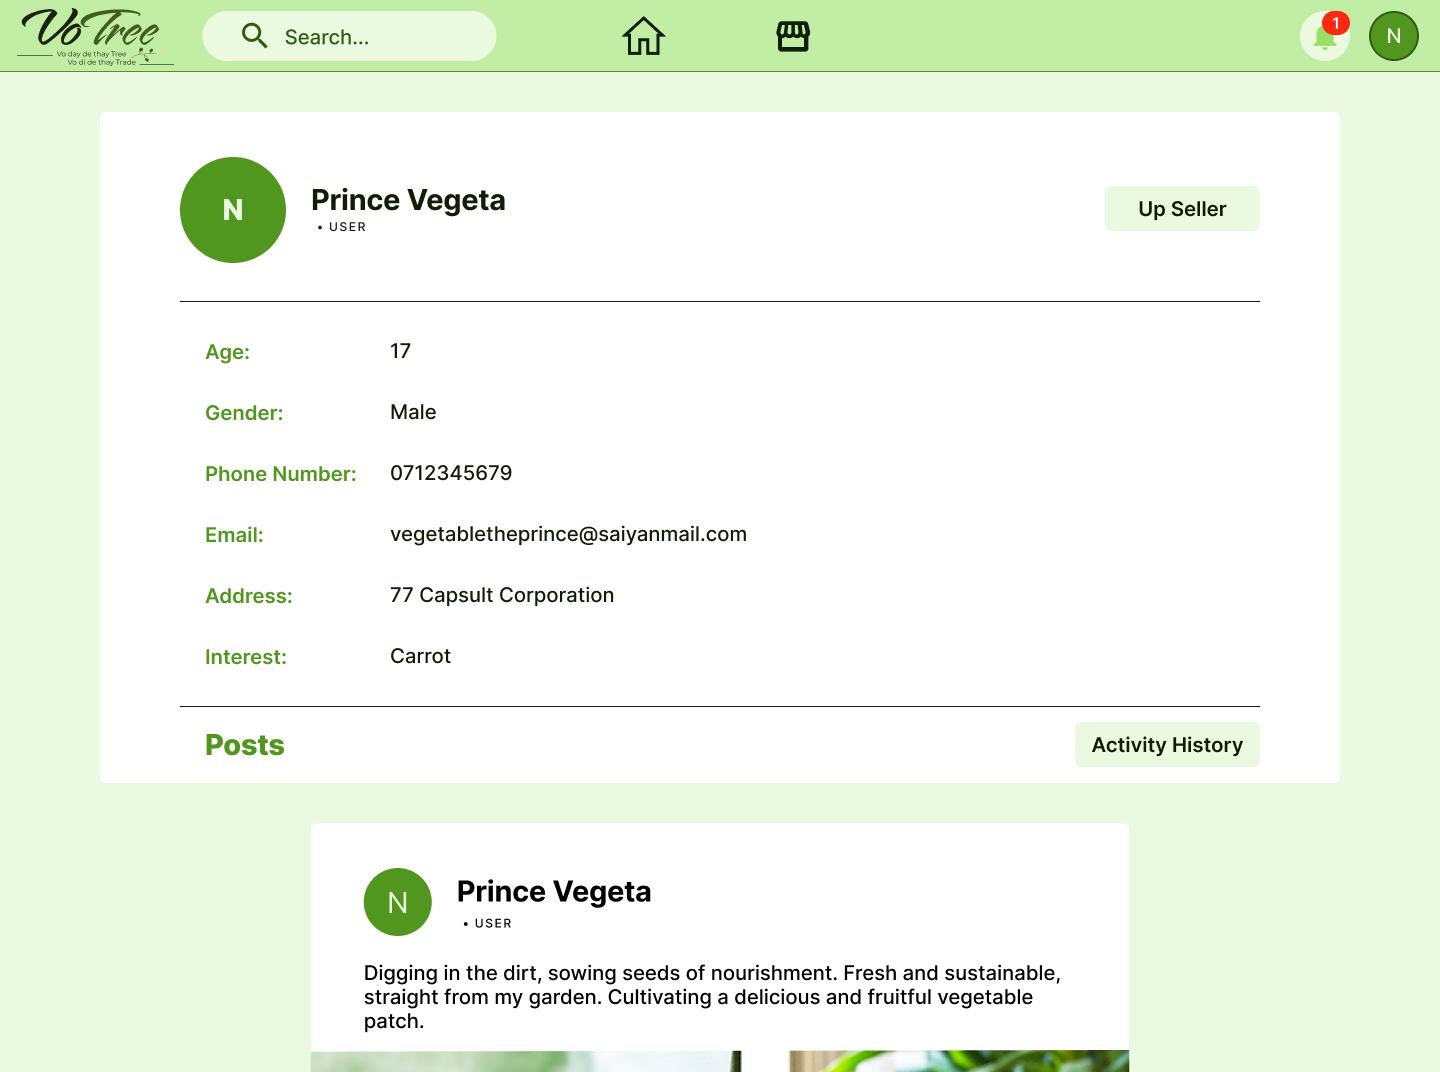 Vo Tree
Vo day de thay Tree
Vo di de thay Trade
Search...
1
N
N
Prince Vegeta
• USER
Up Seller
Age:
17
Gender:
Male
Phone Number:
0712345679
Email:
vegetabletheprince@saiyanmail.com
Address:
77 Capsult Corporation
Interest:
Carrot
Posts
Activity History
N
Prince Vegeta
• USER
Digging in the dirt, sowing seeds of nourishment. Fresh and sustainable,
straight from my garden. Cultivating a delicious and fruitful vegetable
patch.